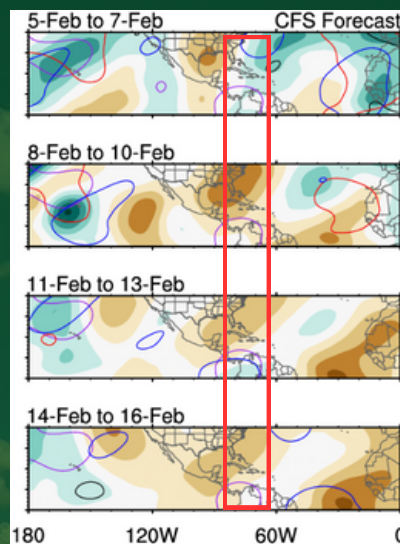 5-Feb to 7-Feb CFS Forecast
8-Feb to 10-Feb
11-Feb to 13-Feb
14-Feb to 16-Feb
180 120W 60W 0